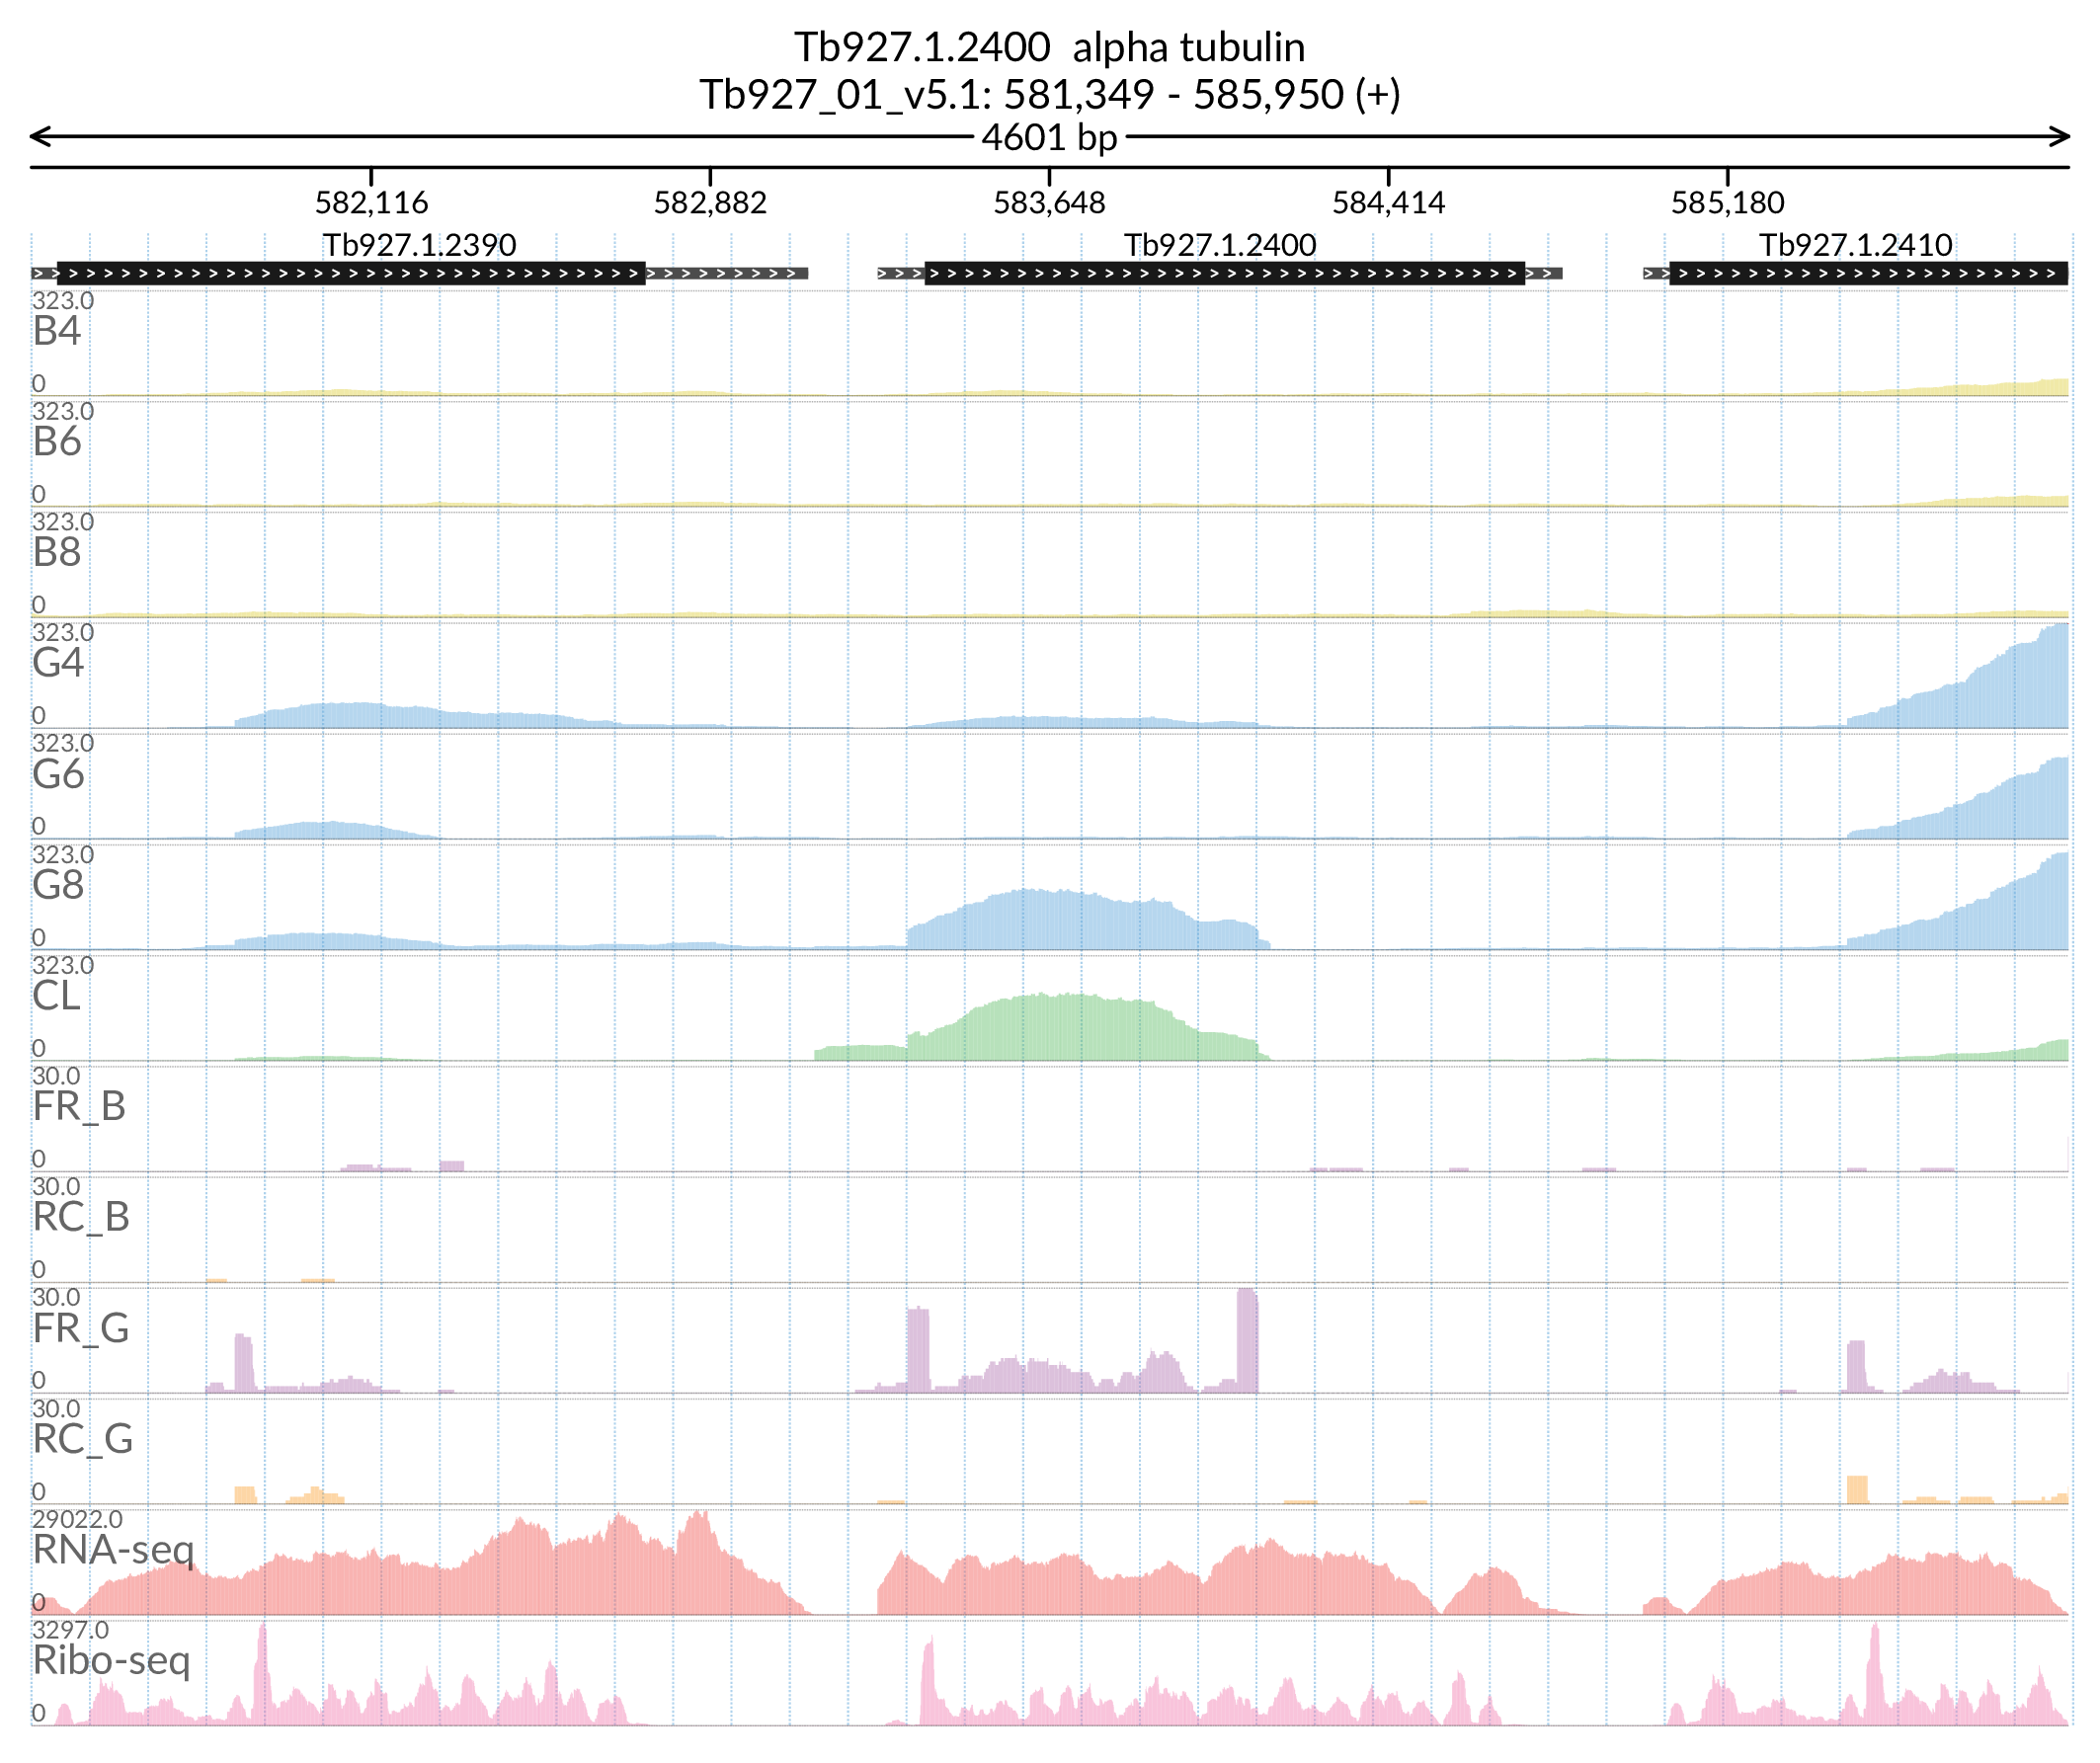 Tb927.1.2400 alpha tubulin
Tb927_01_v5.1: 581,349 - 585,950 (+)
4601 bp
582,116 582,882 583,648 584,414 585,180
Tb927.1.2390 Tb927.1.2400 Tb927.1.2410
323.0
B4
0
323.0
B6
0
323.0
B8
0
323.0
G4
0
323.0
G6
0
323.0
G8
0
323.0
CL
0
30.0
FR_B
0
30.0
RC_B
0
30.0
FR_G
0
30.0
RC_G
0
29022.0
RNA-seq
0
3297.0
Ribo-seq
0